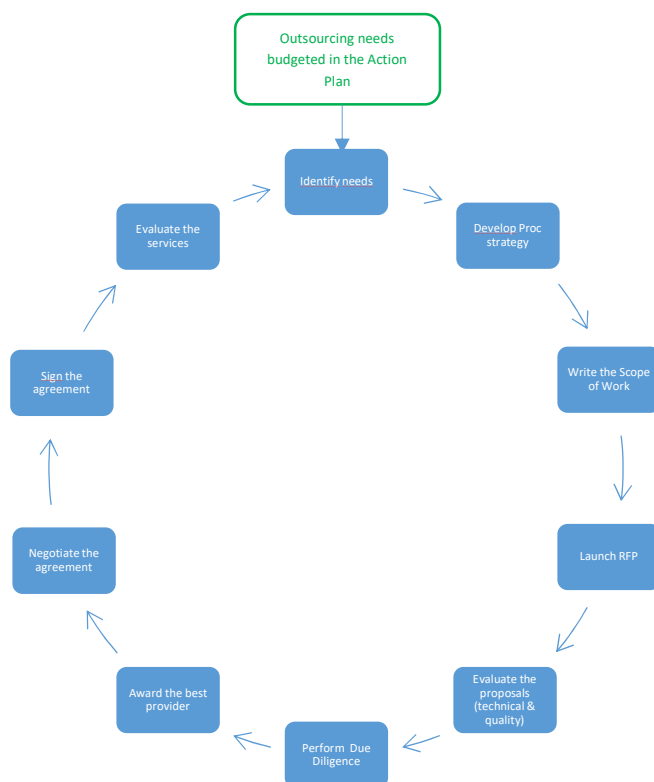 Outsourcing needs
budgeted in the Action
Plan
Identify needs
Develop Proc
strategy
Write the Scope
of Work
Launch RFP
Evaluate the
proposals
(technical &
quality)
Perform Due
Diligence
Award the best
provider
Negotiate the
agreement
Sign the
agreement
Evaluate the
services